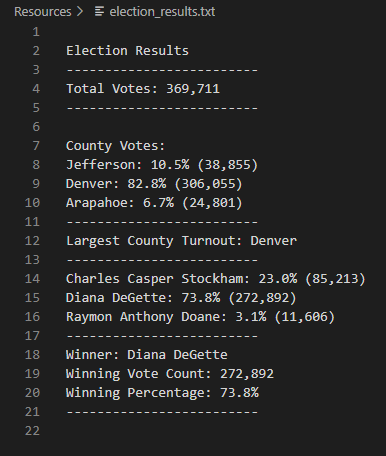 Resources > election_results.txt
1
2 Election Results
3 -------------------------
4 Total Votes: 369,711
5 -------------------------
6
7 County Votes:
8 Jefferson: 10.5% (38,855)
9 Denver: 82.8% (306,055)
10 Arapahoe: 6.7% (24,801)
11 -------------------------
12 Largest County Turnout: Denver
13 -------------------------
14 Charles Casper Stockham: 23.0% (85,213)
15 Diana DeGette: 73.8% (272,892)
16 Raymon Anthony Doane: 3.1% (11,606)
17 -------------------------
18 Winner: Diana DeGette
19 Winning Vote Count: 272,892
20 Winning Percentage: 73.8%
21 -------------------------
22